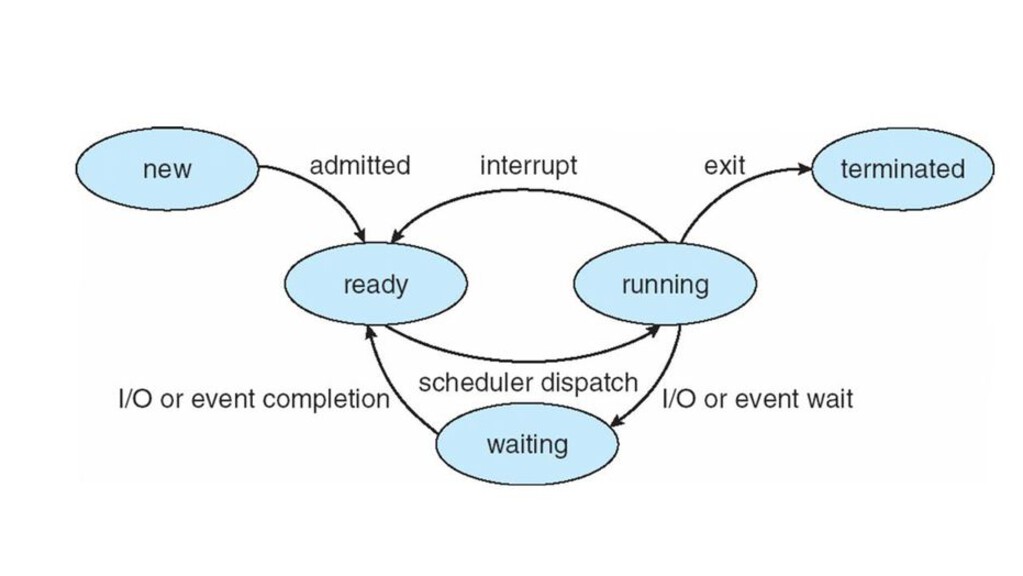 new
admitted
interrupt
exit
terminated
ready
running
scheduler dispatch
I/O or event completion
I/O or event wait
waiting